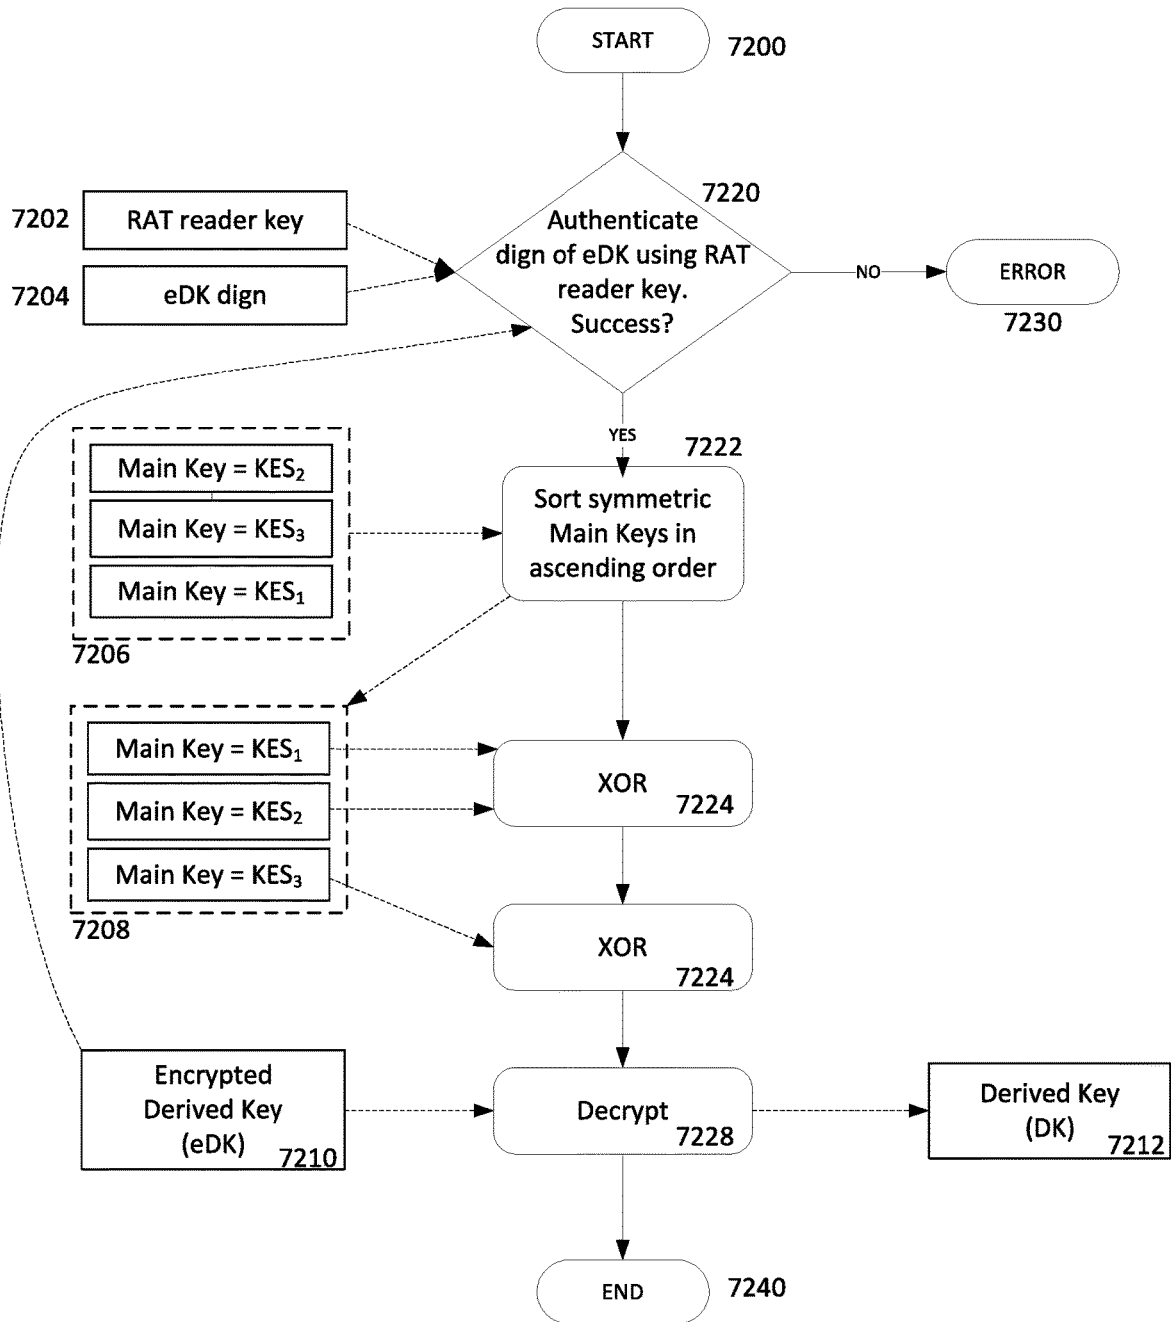 START
7200
7220
7202
RAT reader key
Authenticate
dign of eDK using RAT
reader key.
Success?
7204
eDK dign
NO
ERROR
7230
YES
7222
Main Key = KES₂
Main Key = KES₃
Main Key = KES₁
7206
Sort symmetric
Main Keys in
ascending order
Main Key = KES₁
Main Key = KES₂
Main Key = KES₃
7208
XOR
7224
XOR
7224
Encrypted
Derived Key
(eDK)
7210
Decrypt
7228
Derived Key
(DK)
7212
END
7240